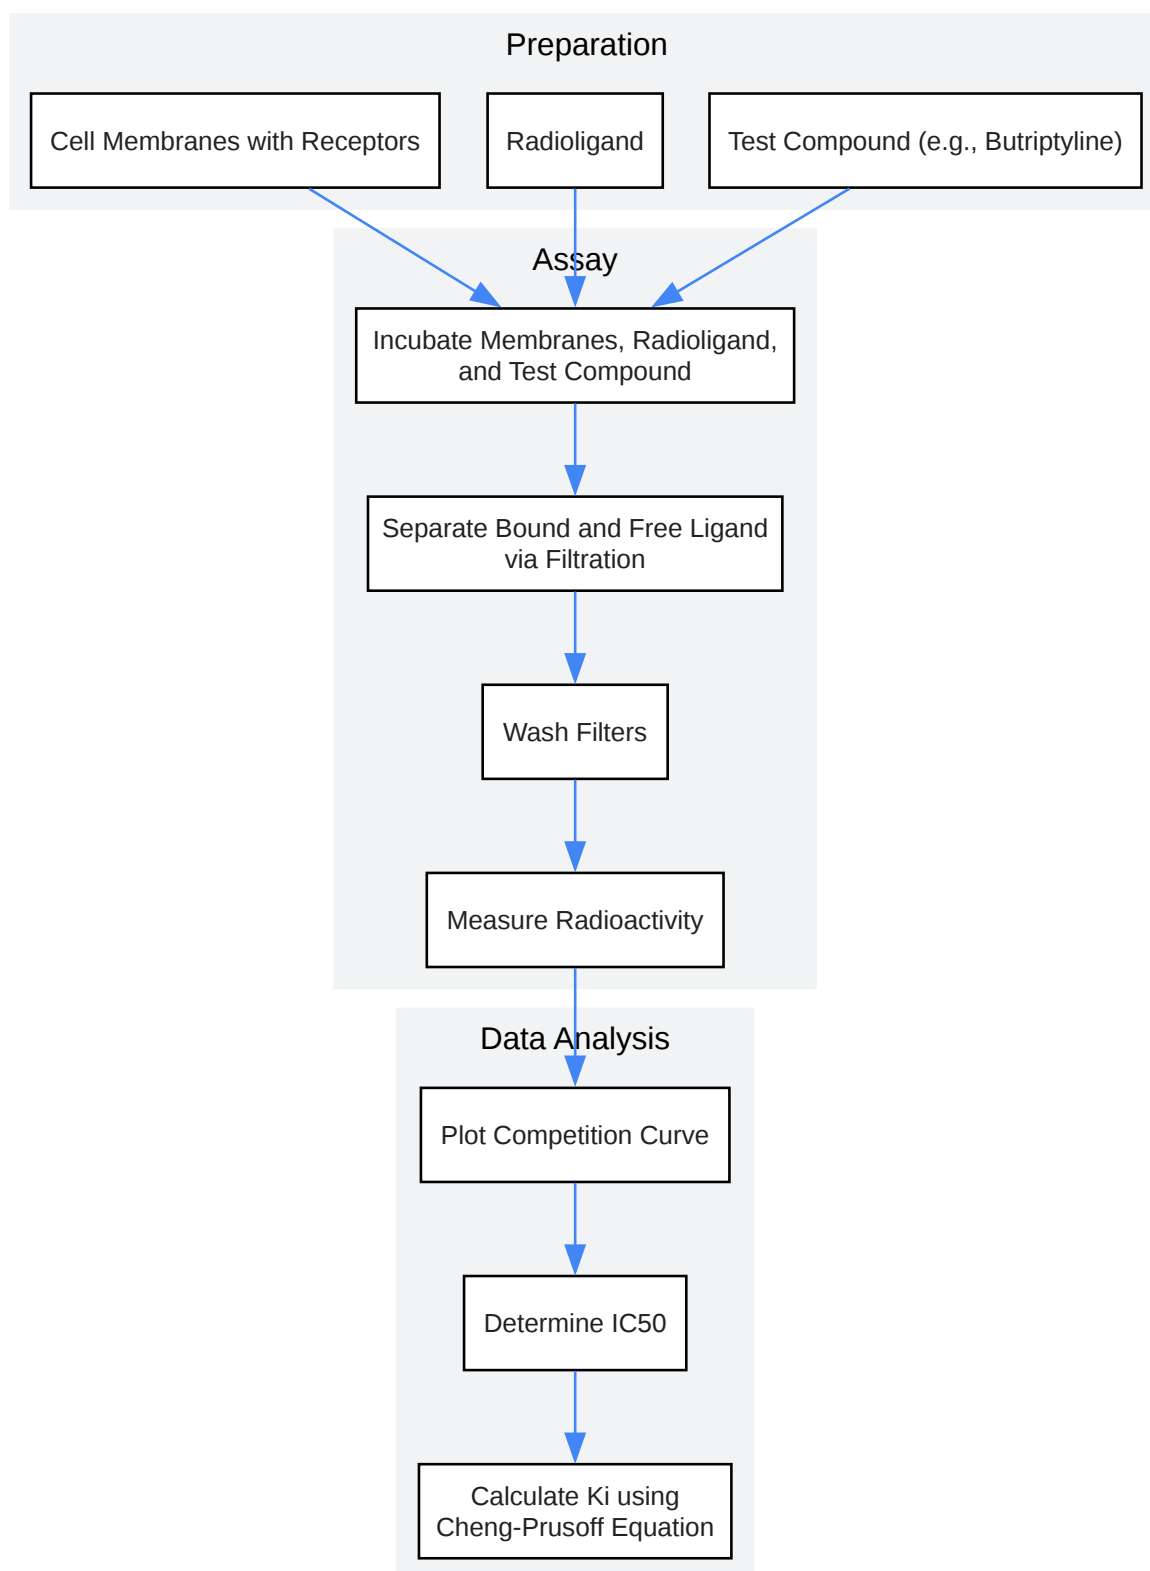 Preparation
Cell Membranes with Receptors
Radioligand
Test Compound (e.g., Butriptyline)
Assay
Incubate Membranes, Radioligand,
and Test Compound
Separate Bound and Free Ligand
via Filtration
Wash Filters
Measure Radioactivity
Data Analysis
Plot Competition Curve
Determine IC50
Calculate Ki using
Cheng-Prusoff Equation